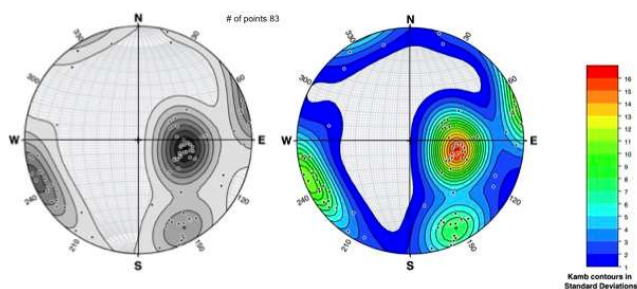 N
# of points 83
N
330
30
330
30
300
60
300
60
W
E
W
E
240
120
240
120
210
150
210
150
S
S
16
15
14
13
12
11
10
9
8
7
6
5
4
3
2
1
Kamb contours in
Standard Deviations